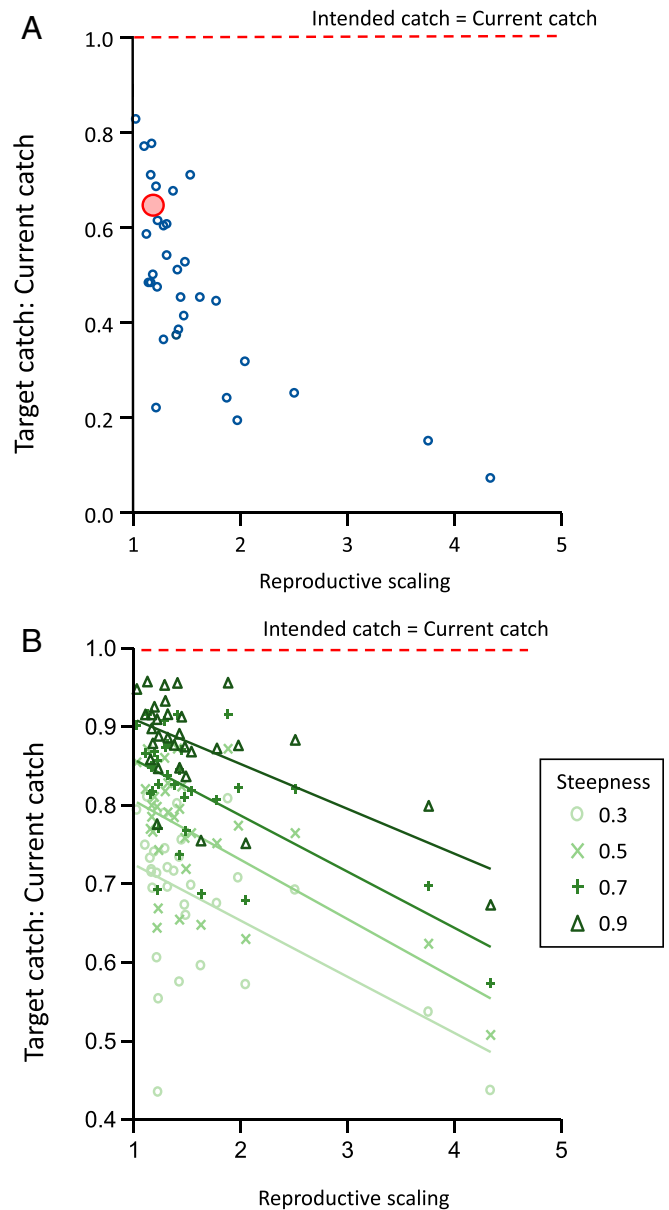 A
Intended catch = Current catch
1.0
0.8
0.6
0.4
0.2
0.0
Target catch: Current catch
1 2 3 4 5
Reproductive scaling
B
Intended catch = Current catch
1.0
0.9
0.8
0.7
0.6
0.5
0.4
Target catch: Current catch
1 2 3 4 5
Reproductive scaling
Steepness
0.3
0.5
0.7
0.9